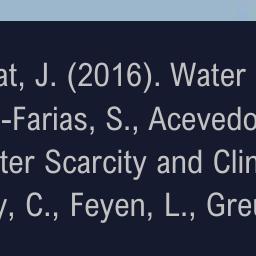 at, J. (2016). Water
-Farias, S., Acevedo
ter Scarcity and Clin
y, C., Feyen, L., Greu